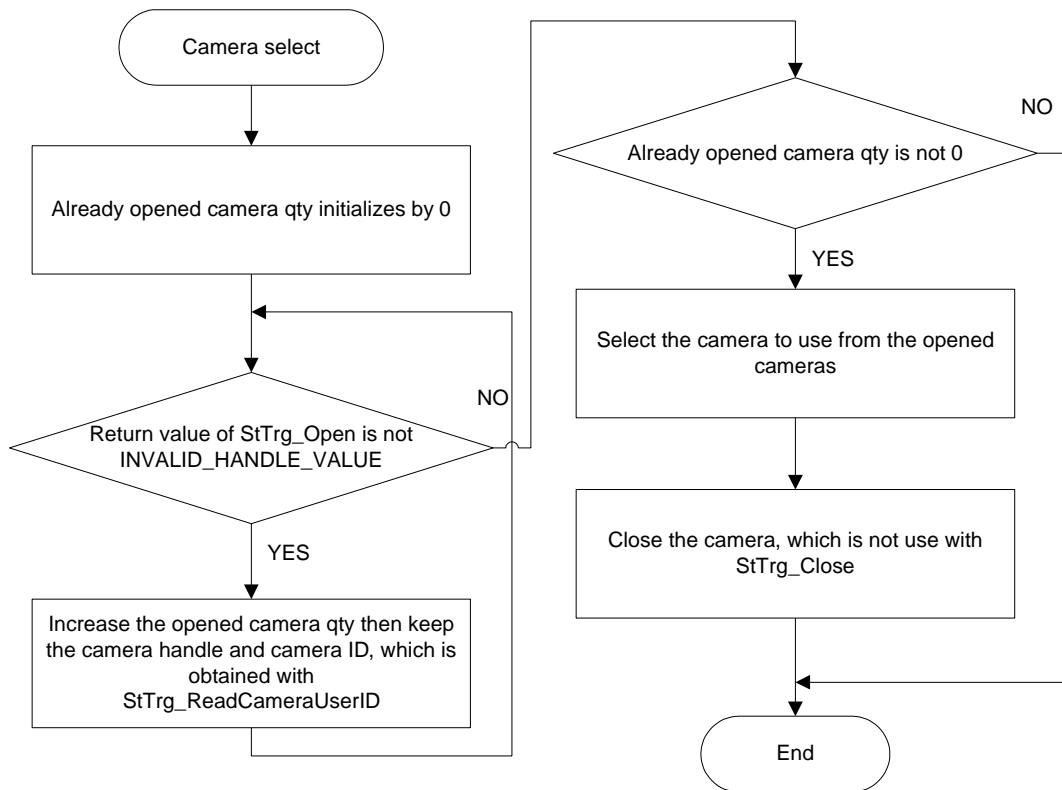 Camera select
Already opened camera qty initializes by 0
Return value of StTrg_Open is not
INVALID_HANDLE_VALUE
NO
YES
Increase the opened camera qty then keep
the camera handle and camera ID, which is
obtained with
StTrg_ReadCameraUserID
Already opened camera qty is not 0
NO
YES
Select the camera to use from the opened
cameras
Close the camera, which is not use with
StTrg_Close
End